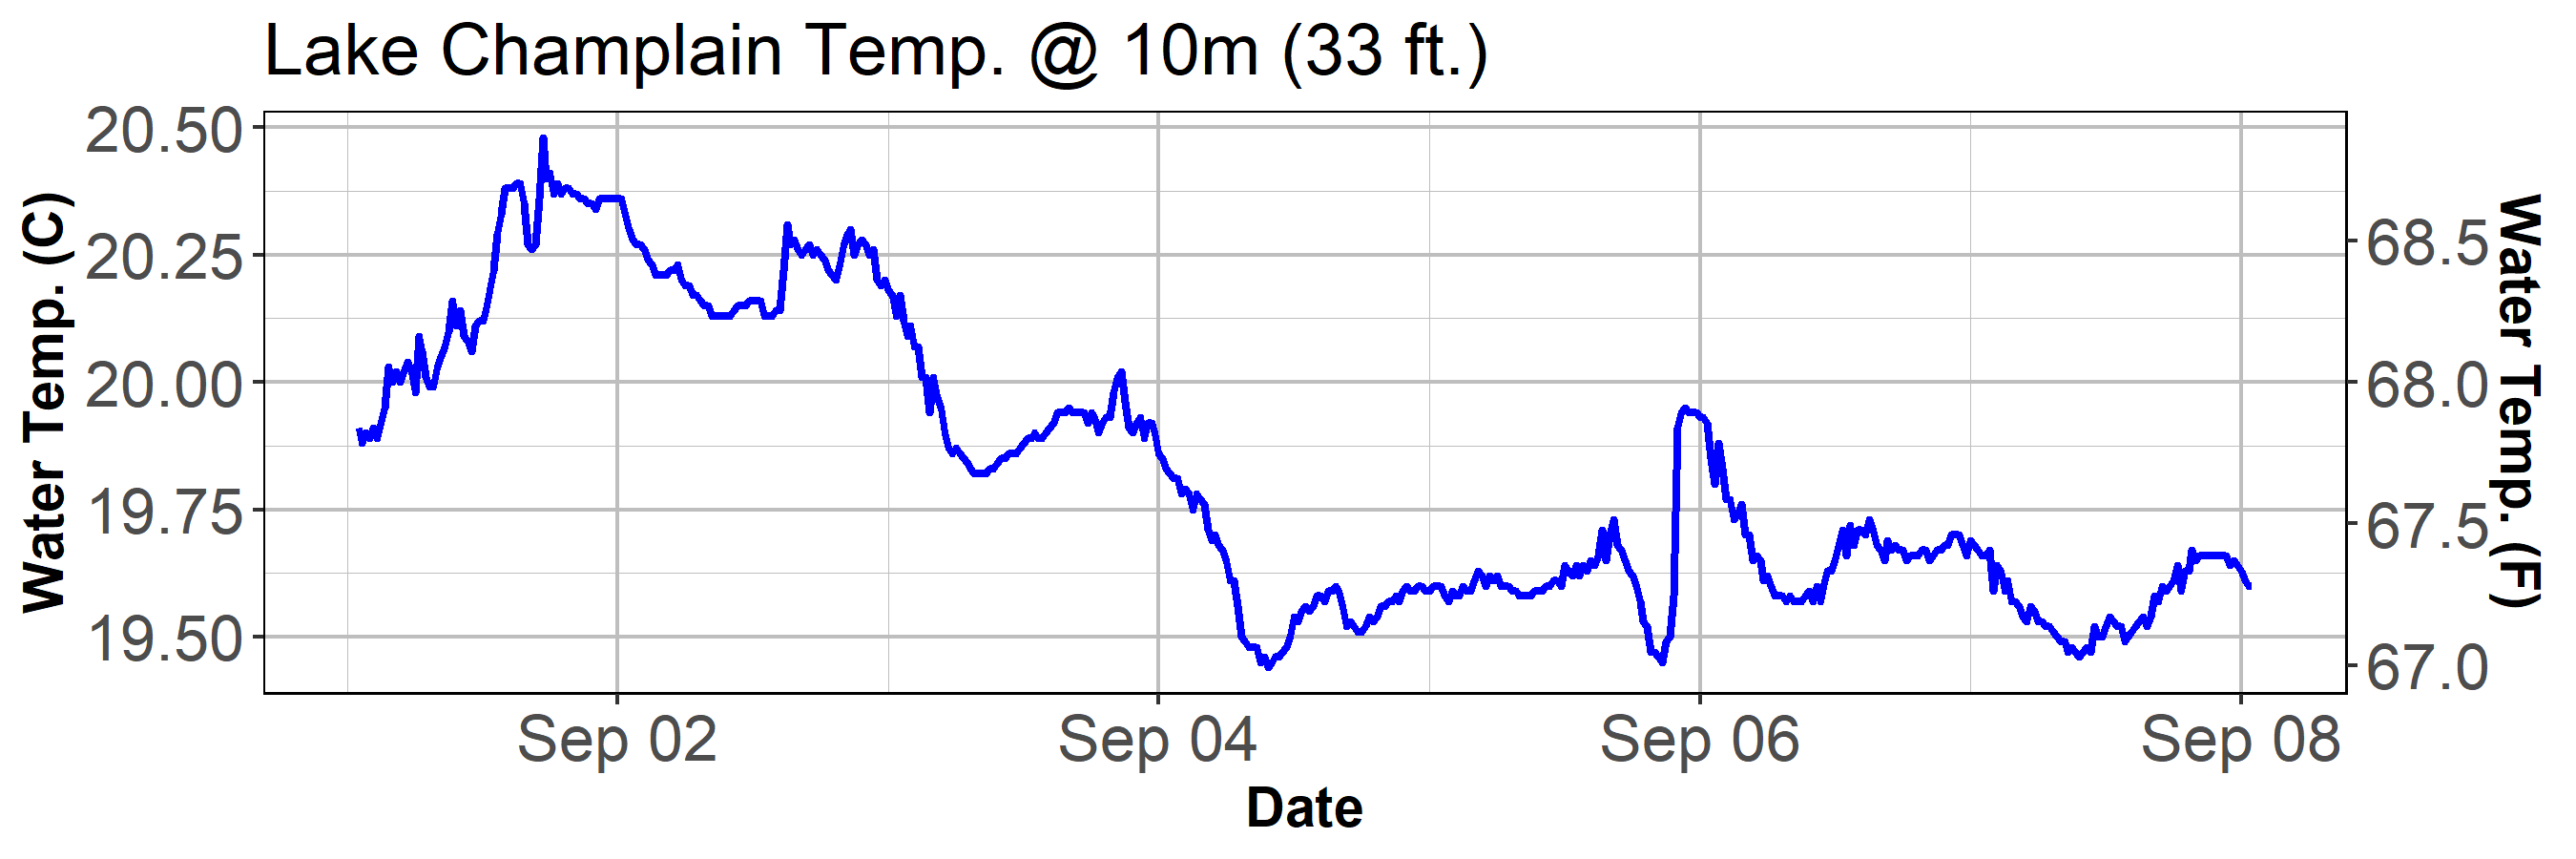 Lake Champlain Temp. @ 10m (33 ft.)
Water Temp. (C)
20.50
20.25
20.00
19.75
19.50
68.5
68.0
67.5
67.0
Water Temp. (F)
Sep 02
Sep 04
Sep 06
Sep 08
Date